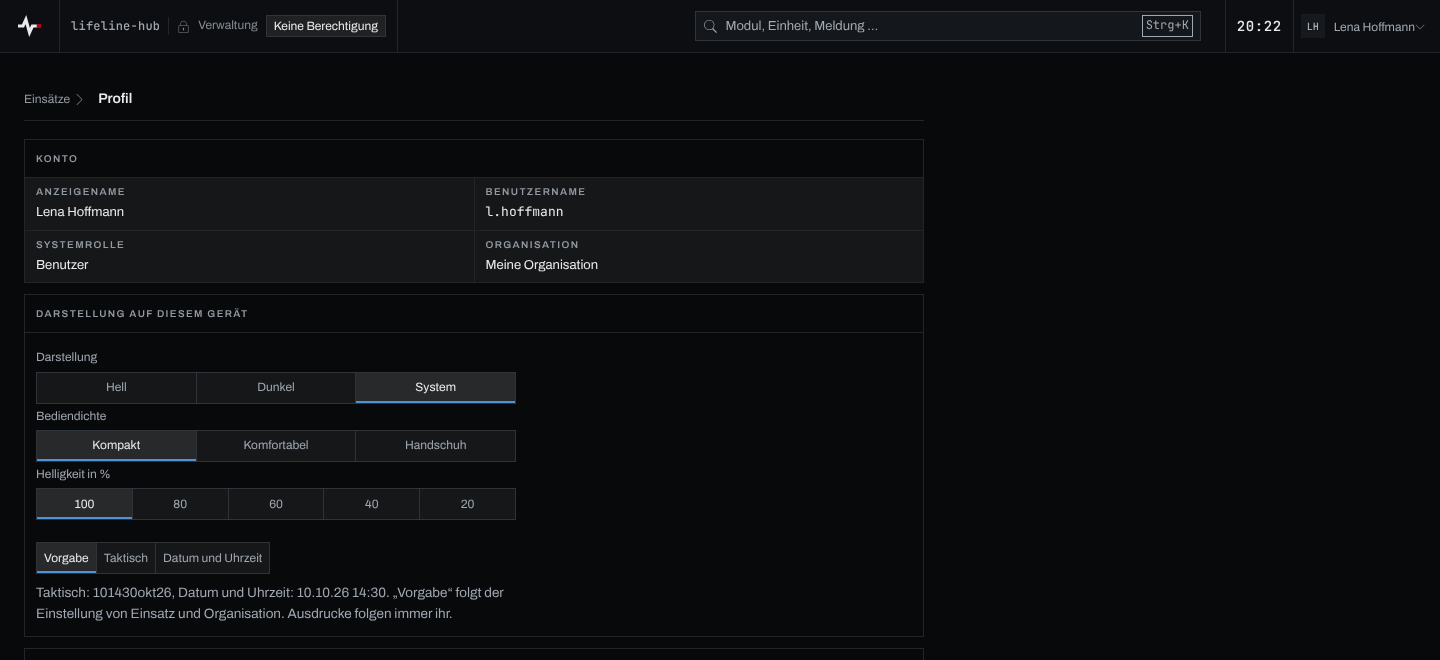 lifeline-hub Verwaltung Keine Berechtigung Modul, Einheit, Meldung ... Strg+K 20:22 LH Lena Hoffmann
Einsätze Profil
KONTO
ANZEIGENAME BENUTZERNAME
Lena Hoffmann l.hoffmann
SYSTEMROLLE ORGANISATION
Benutzer Meine Organisation
DARSTELLUNG AUF DIESEM GERÄT
Darstellung
Hell Dunkel System
Bediendichte
Kompakt Komfortabel Handschuh
Helligkeit in %
100 80 60 40 20
Vorgabe Taktisch Datum und Uhrzeit
Taktisch: 101430okt26, Datum und Uhrzeit: 10.10.26 14:30. „Vorgabe“ folgt der
Einstellung von Einsatz und Organisation. Ausdrucke folgen immer ihr.